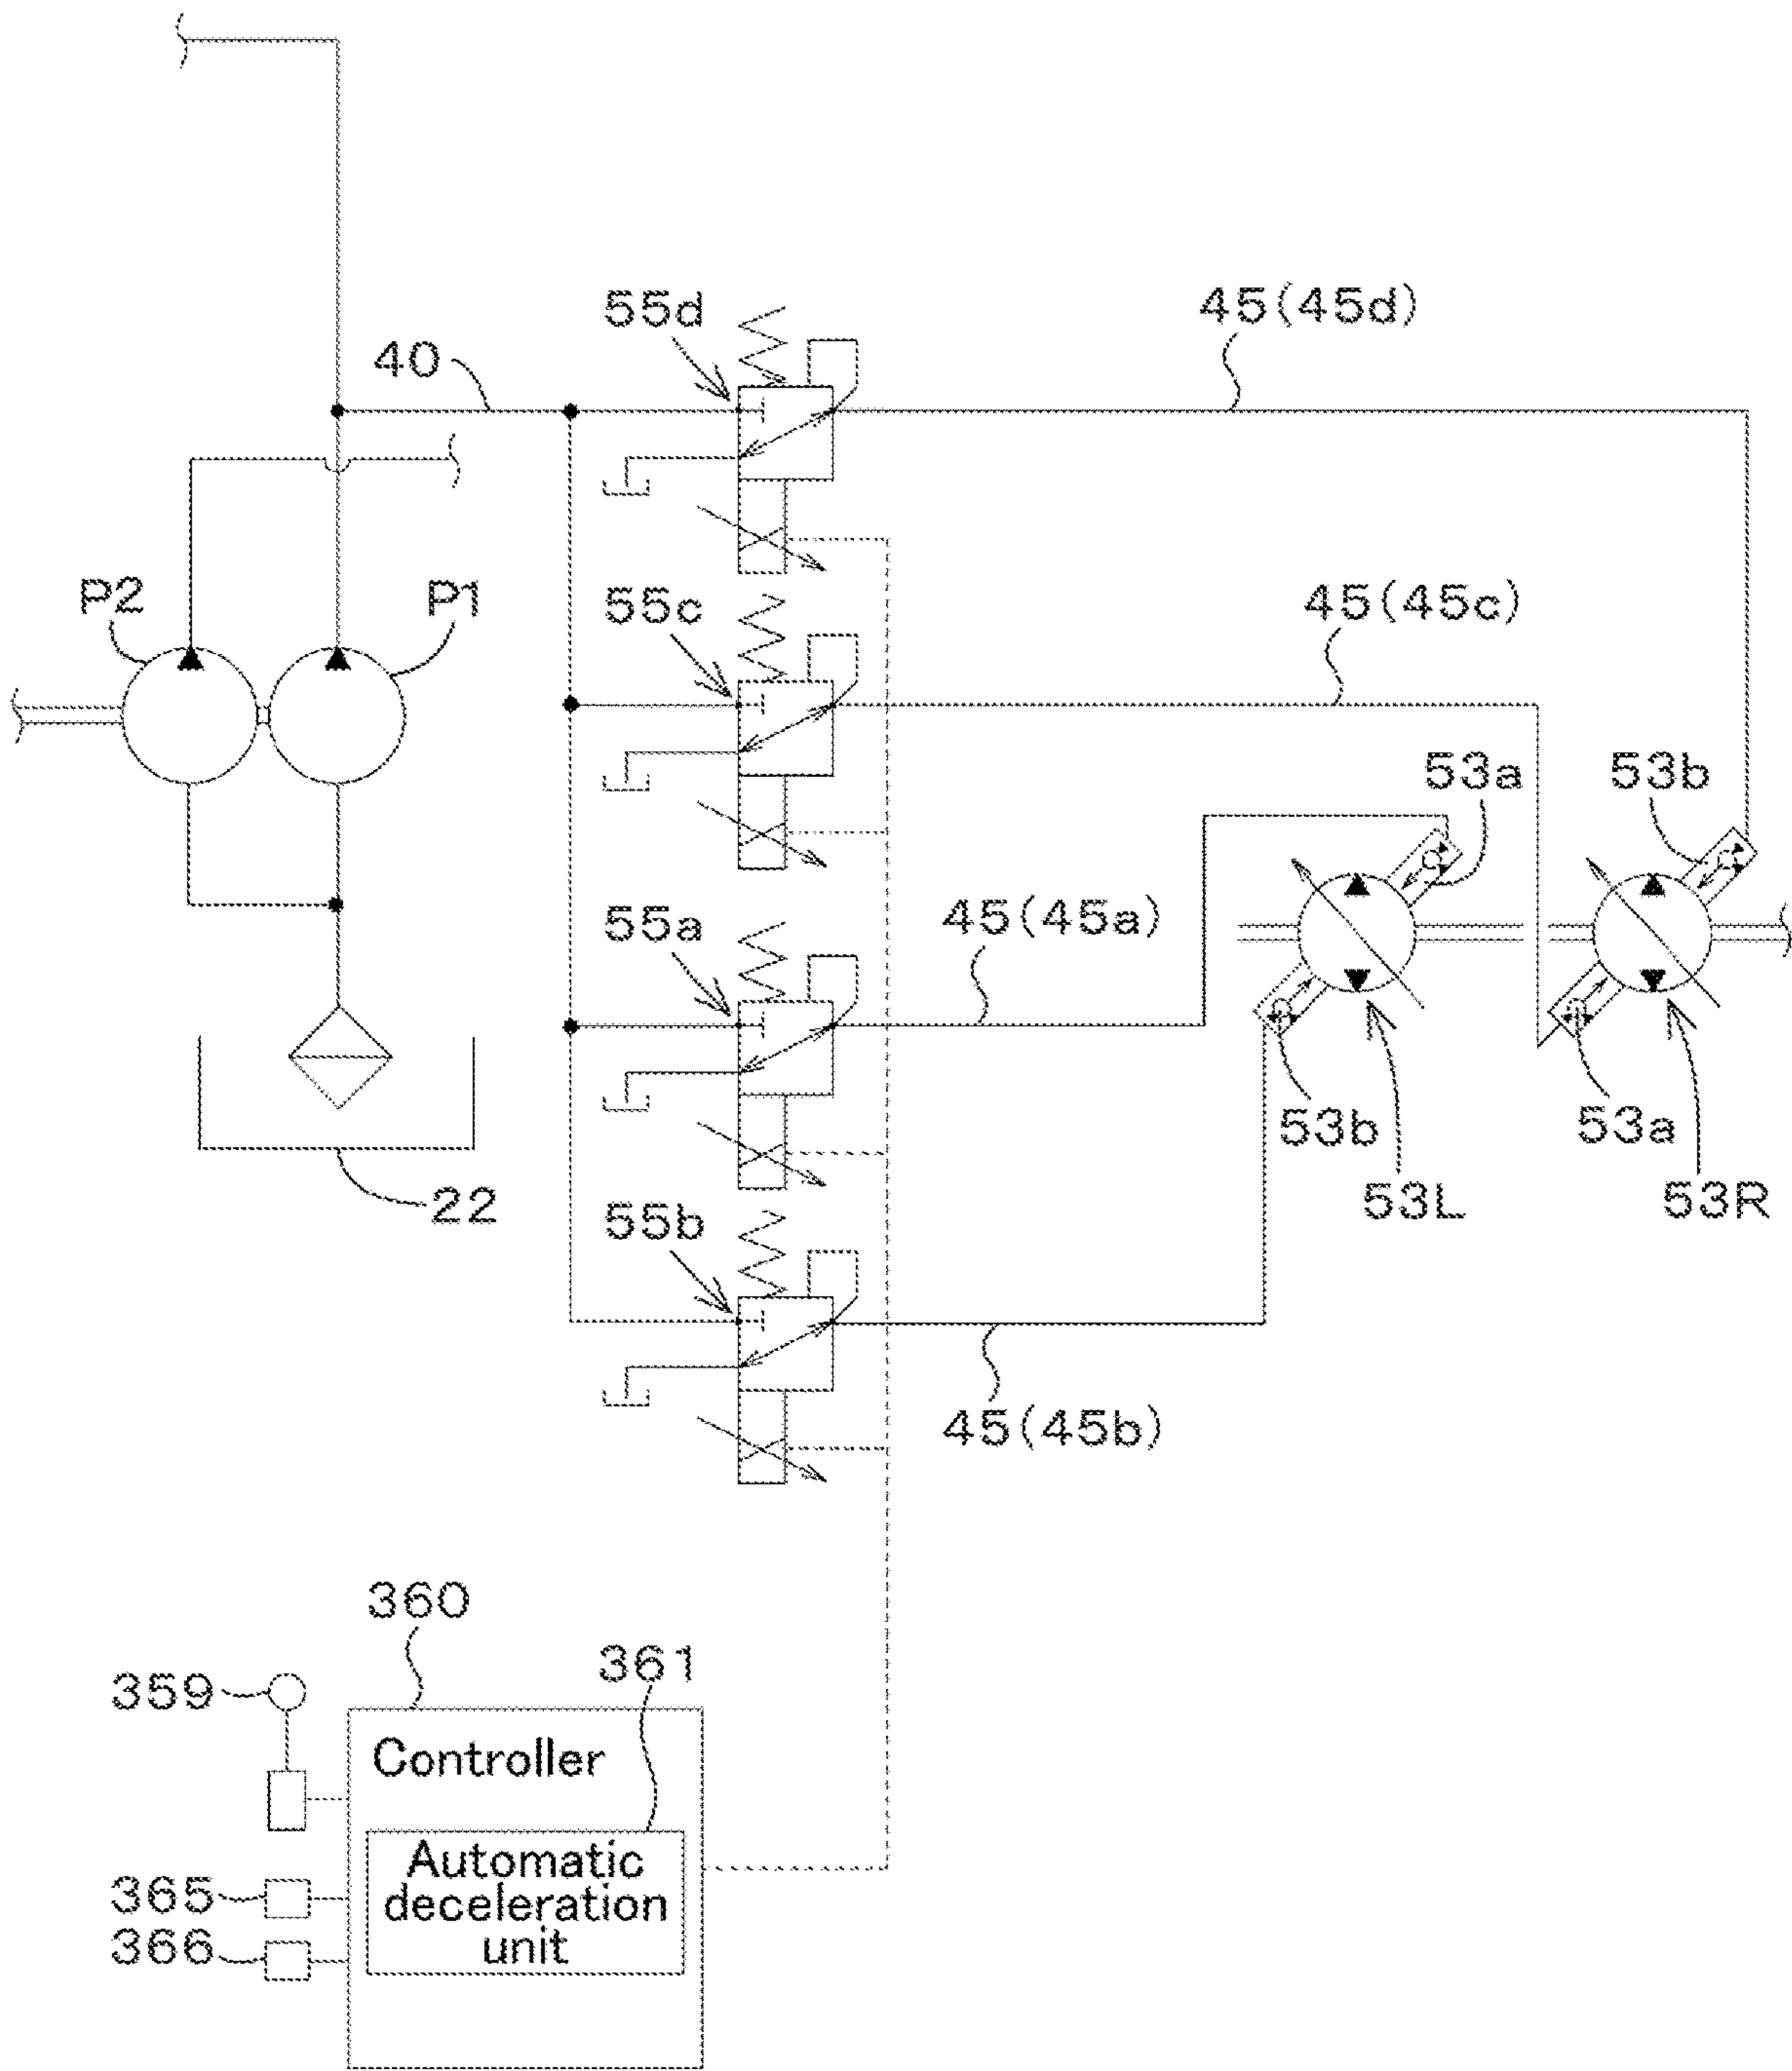 55d
45(45d)
40
P2
P1
55c
45(45c)
53a
53b
55a
45(45a)
53b
53a
22
53L
53R
55b
45(45b)
360
361
359
Controller
Automatic
deceleration
unit
365
366